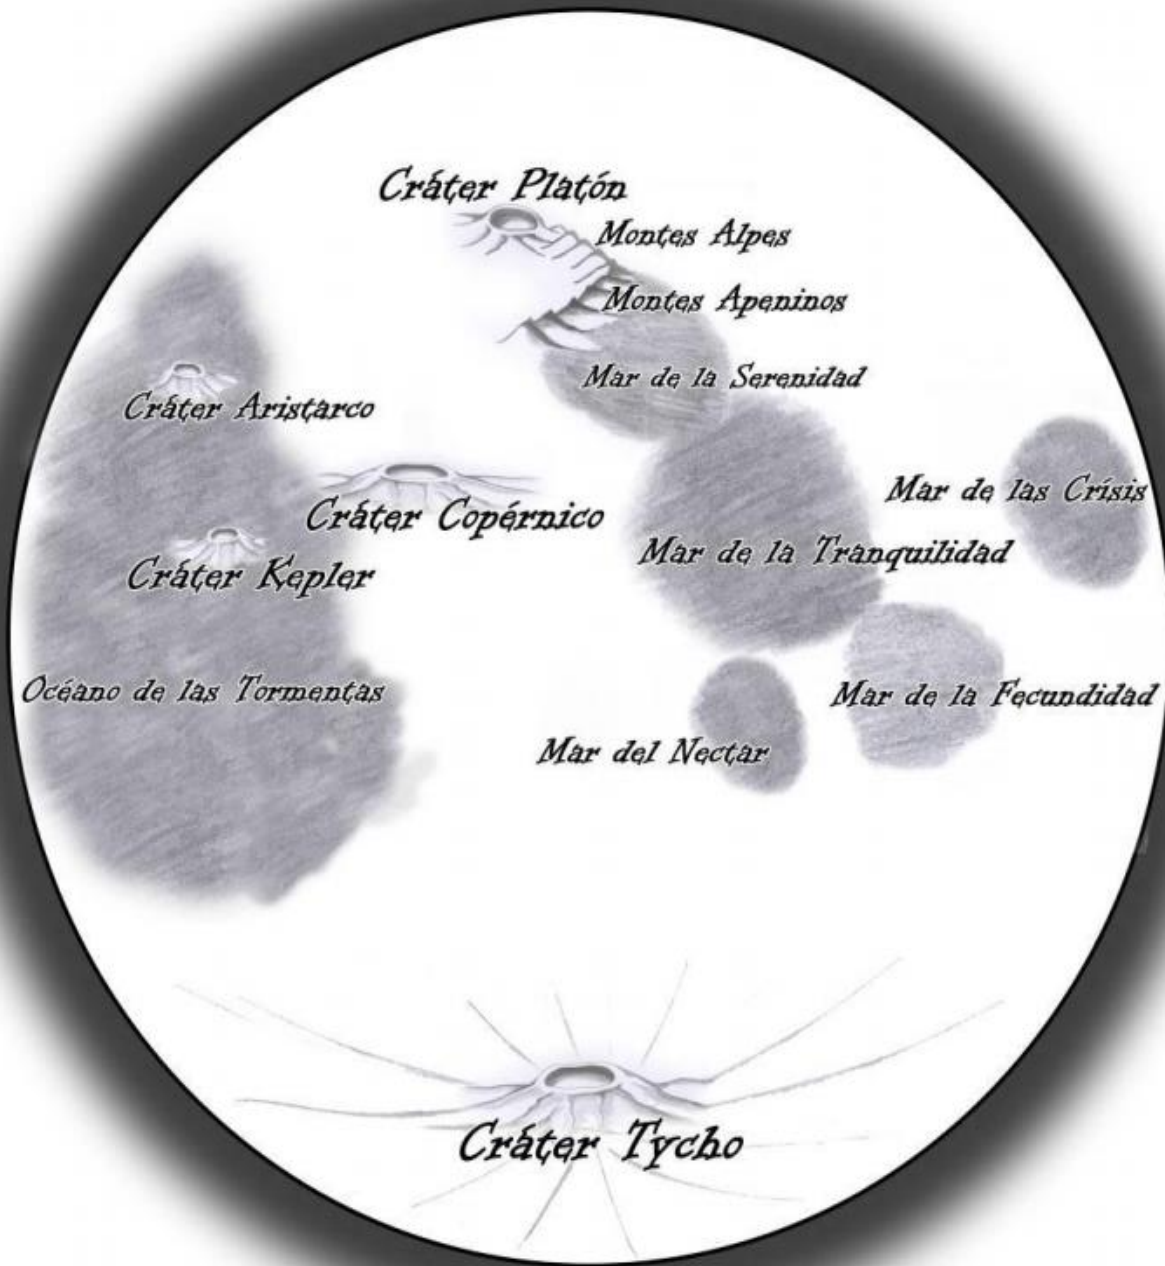 Cráter Platón
Montes Alpes
Montes Apeninos
Mar de la Serenidad
Cráter Aristarco
Mar de las Crísis
Cráter Copérnico
Mar de la Tranquilidad
Cráter Kepler
Océano de las Tormentas
Mar de la Fecundidad
Mar del Nectar
Cráter Tycho